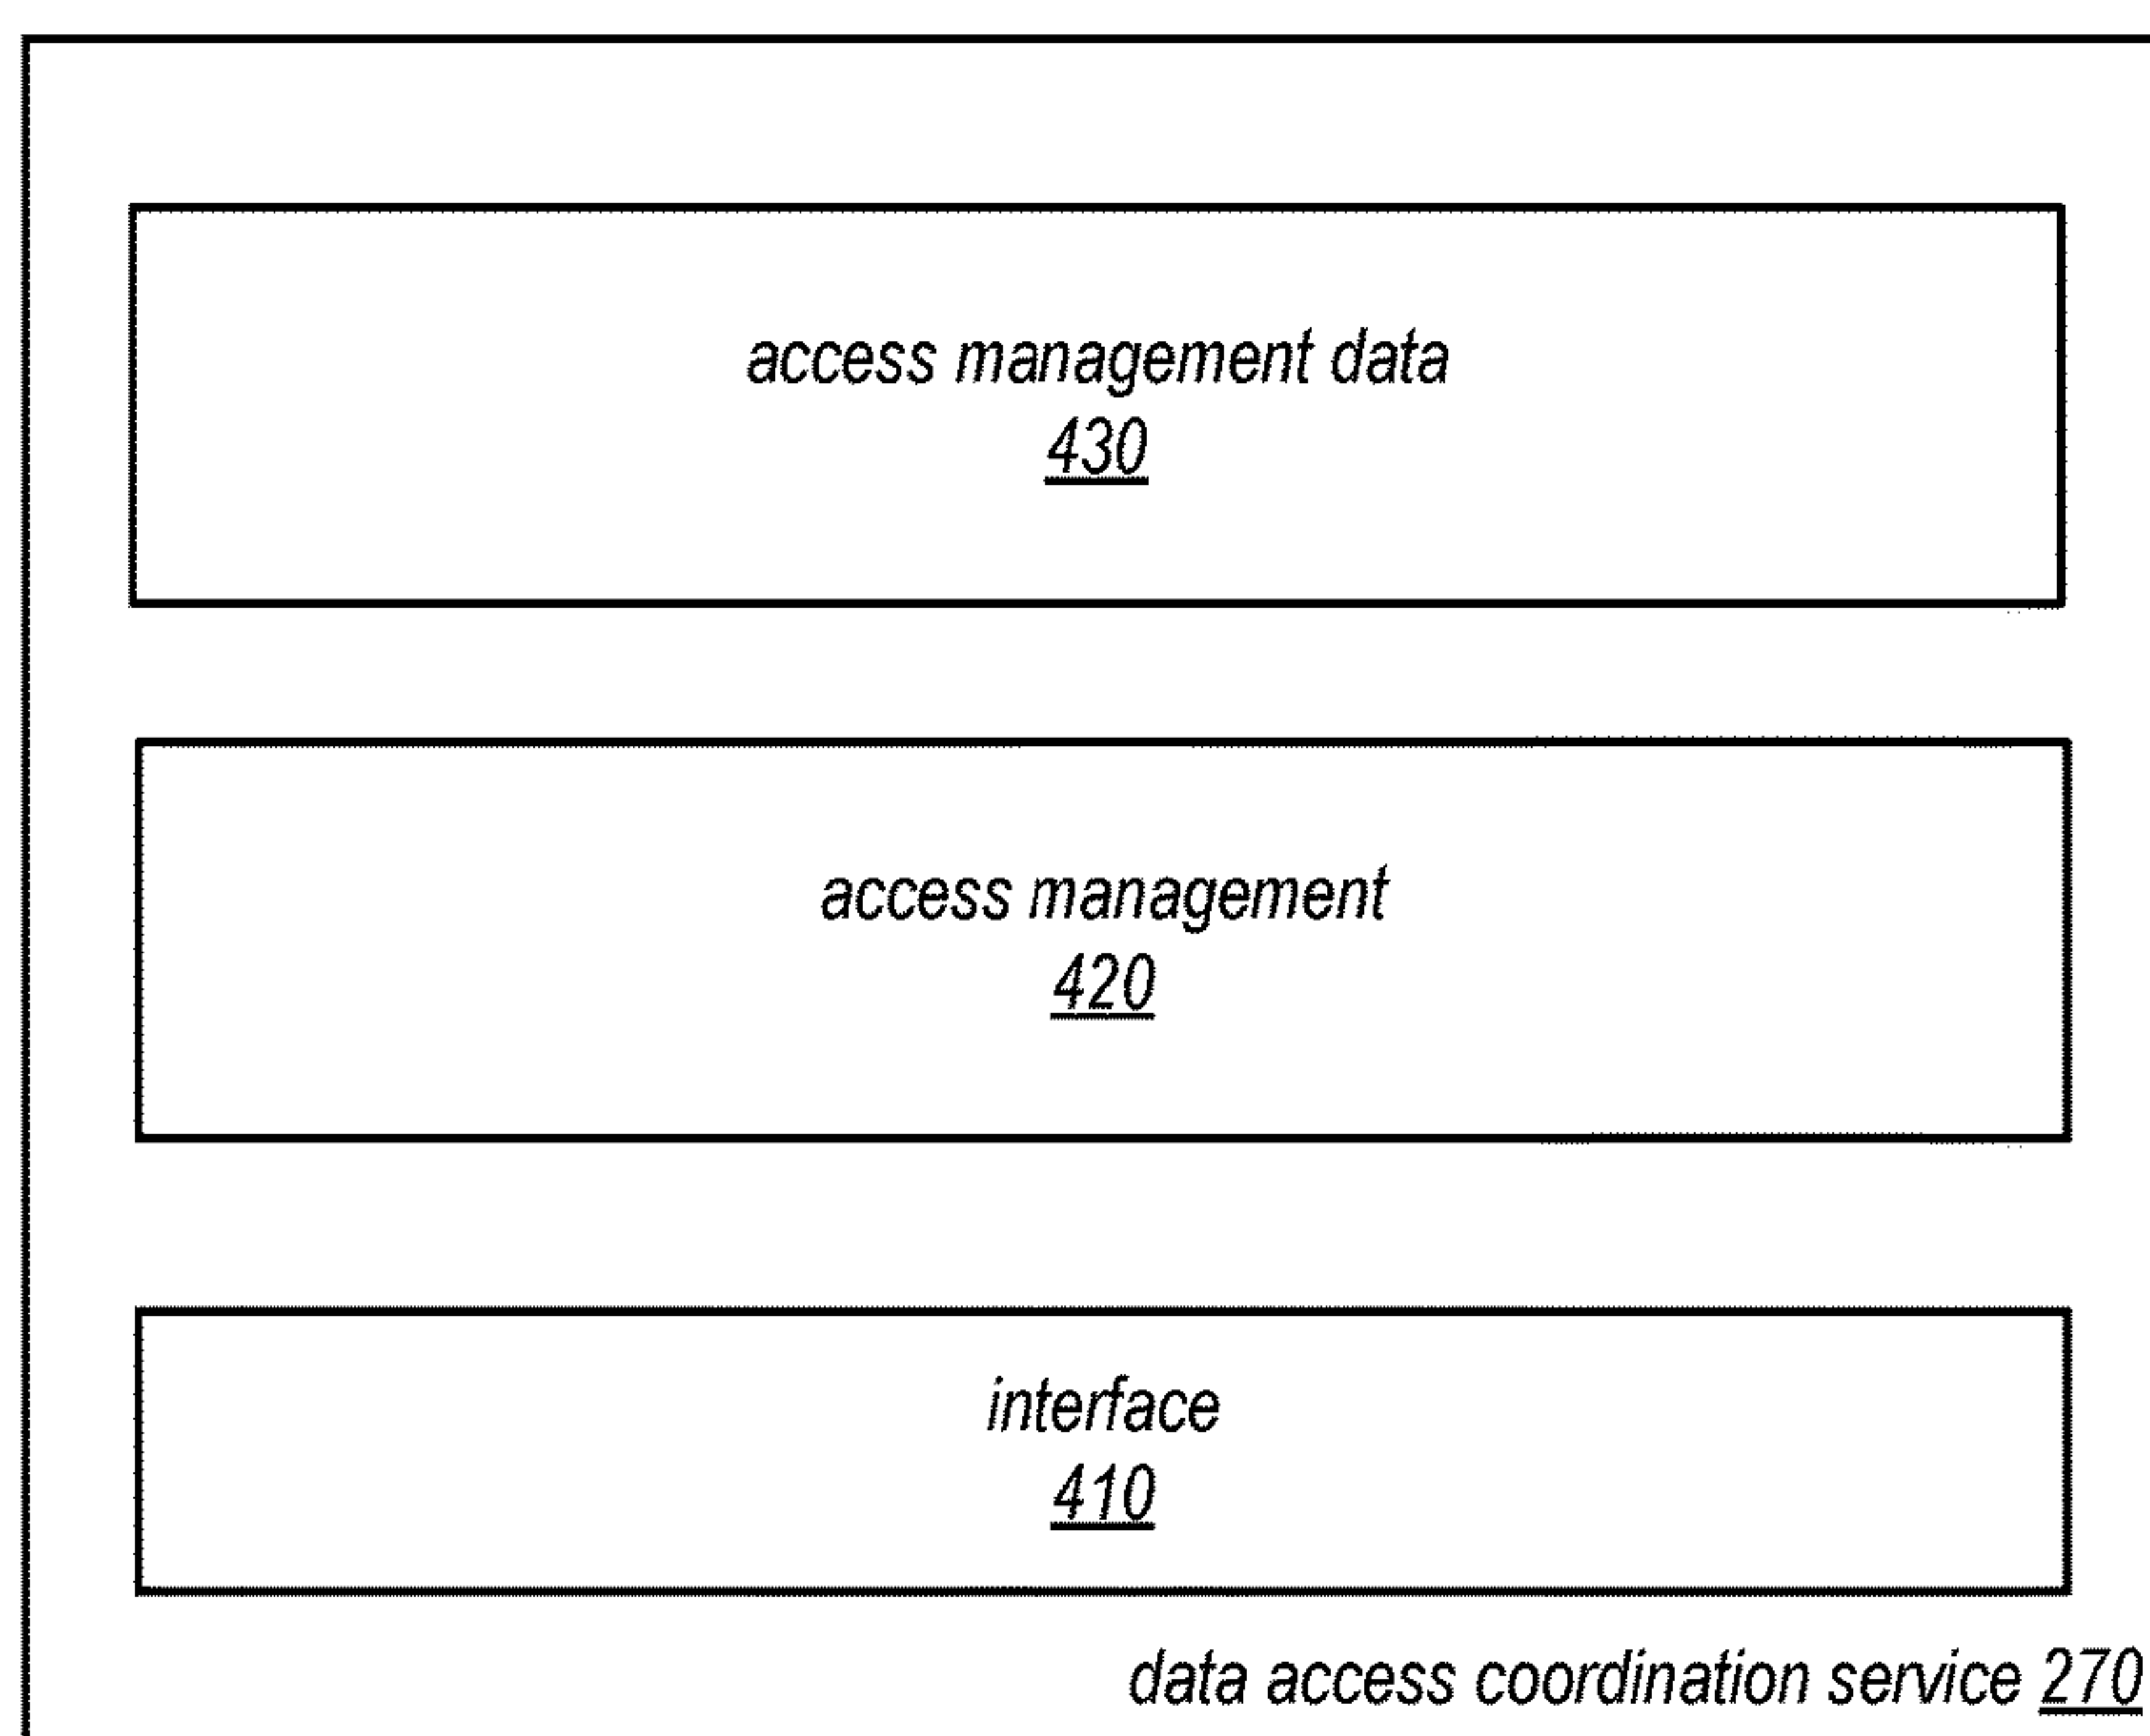 access management data
430
access management
420
interface
410
data access coordination service 270